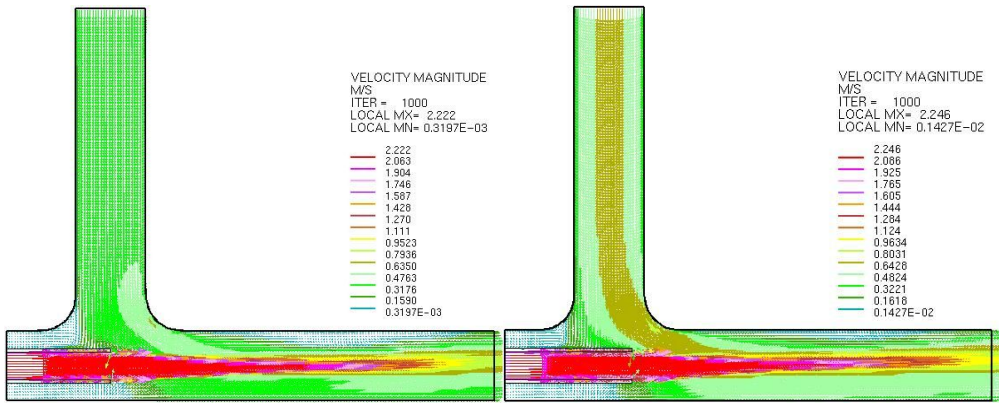 VELOCITY MAGNITUDE
M/S
ITER = 1000
LOCAL MX= 2.222
LOCAL MN= 0.3197E-03
2.222
2.063
1.904
1.746
1.587
1.428
1.270
1.111
0.9523
0.7936
0.6350
0.4763
0.3176
0.1590
0.3197E-03
VELOCITY MAGNITUDE
M/S
ITER = 1000
LOCAL MX= 2.246
LOCAL MN= 0.1427E-02
2.246
2.086
1.925
1.765
1.605
1.444
1.284
1.124
0.9634
0.8031
0.6428
0.4824
0.3221
0.1618
0.1427E-02